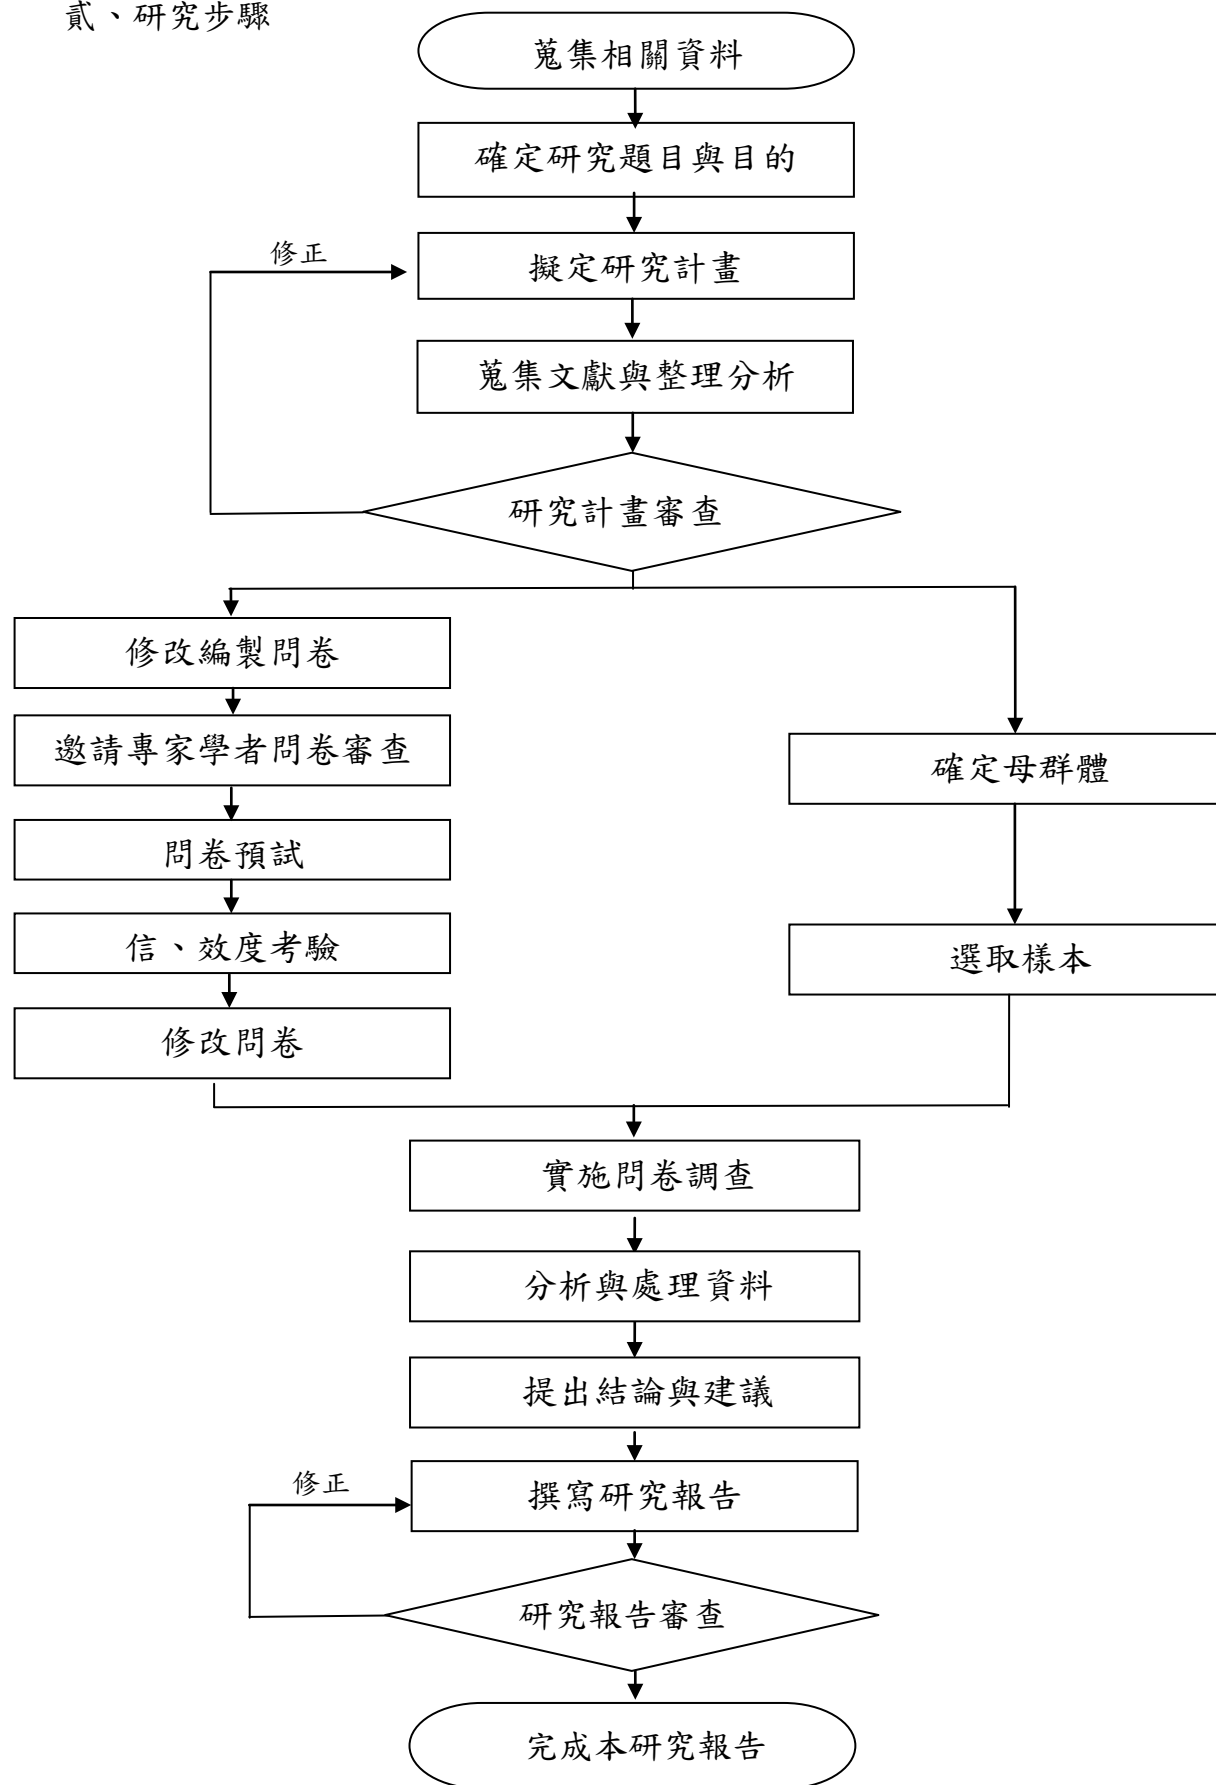 貳、研究步驟
蒐集相關資料
確定研究題目與目的
修正
擬定研究計畫
蒐集文獻與整理分析
研究計畫審查
修改編製問卷
邀請專家學者問卷審查
問卷預試
信、效度考驗
修改問卷
確定母群體
選取樣本
實施問卷調查
分析與處理資料
提出結論與建議
修正
撰寫研究報告
研究報告審查
完成本研究報告